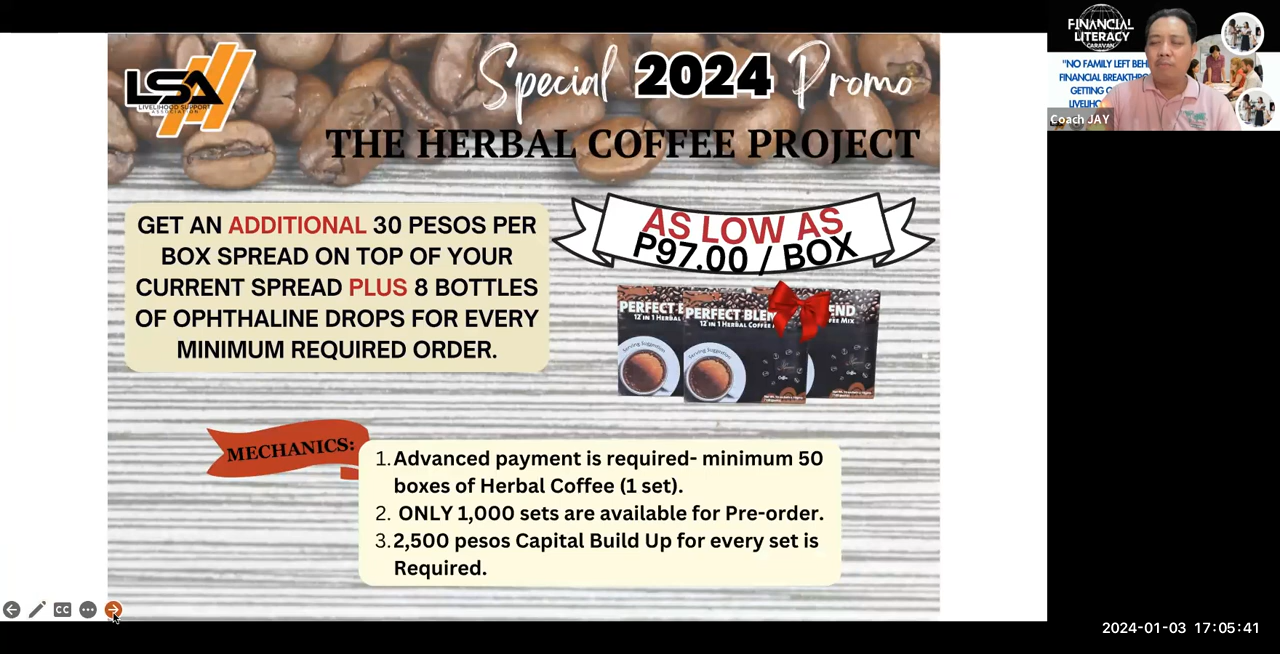 LSA
LIVELIHOOD SUPPORT
ASSOCIATION
Special 2024 Promo
THE HERBAL COFFEE PROJECT
GET AN ADDITIONAL 30 PESOS PER
BOX SPREAD ON TOP OF YOUR
CURRENT SPREAD PLUS 8 BOTTLES
OF OPHTHALINE DROPS FOR EVERY
MINIMUM REQUIRED ORDER.
AS LOW AS
P97.00 / BOX
PERFECT BLEN
12 IN 1 HERBAL COFFEE
MECHANICS:
1. Advanced payment is required- minimum 50
boxes of Herbal Coffee (1 set).
2. ONLY 1,000 sets are available for Pre-order.
3. 2,500 pesos Capital Build Up for every set is
Required.
CC
FINANCIAL
LITERACY
CARAVAN
"NO FAMILY LEFT BEH
FINANCIAL BREAKTHR
GETTING
Coach JAY
2024-01-03 17:05:41